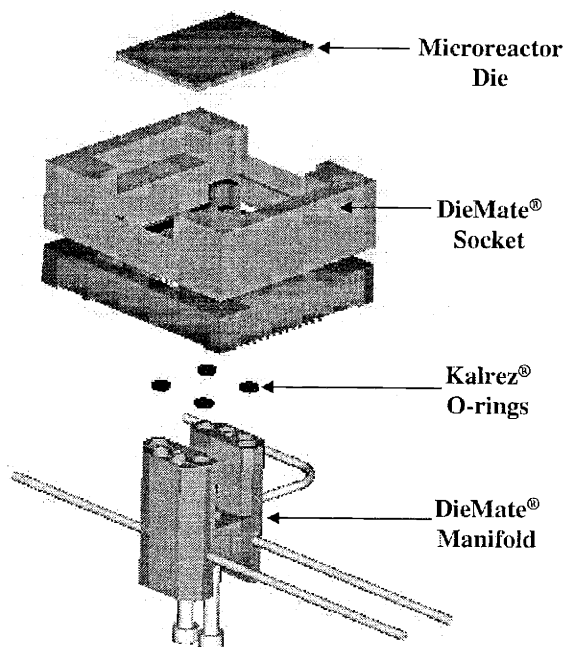 Microreactor
Die
DieMate®
Socket
Kalrez®
O-rings
DieMate®
Manifold